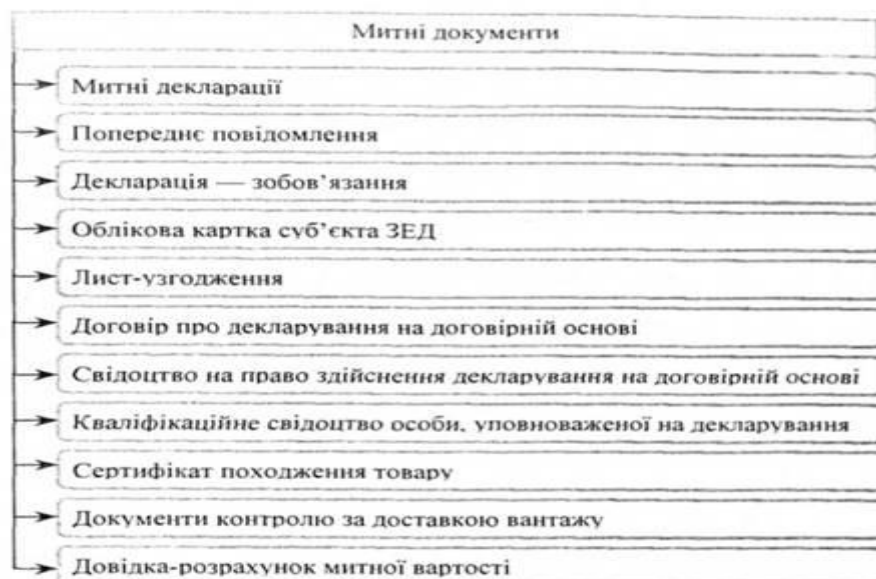 Митні документи
Митні декларації
Попереднє повідомлення
Декларація — зобов’язання
Облікова картка суб’єкта ЗЕД
Лист-узгодження
Договір про декларування на договірній основі
Свідоцтво на право здійснення декларування на договірній основі
Кваліфікаційне свідоцтво особи, уповноваженої на декларування
Сертифікат походження товару
Документи контролю за доставкою вантажу
Довідка-розрахунок митної вартості